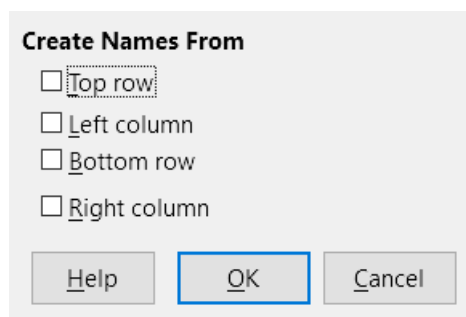 Create Names From
Top row
Left column
Bottom row
Right column
Help OK Cancel